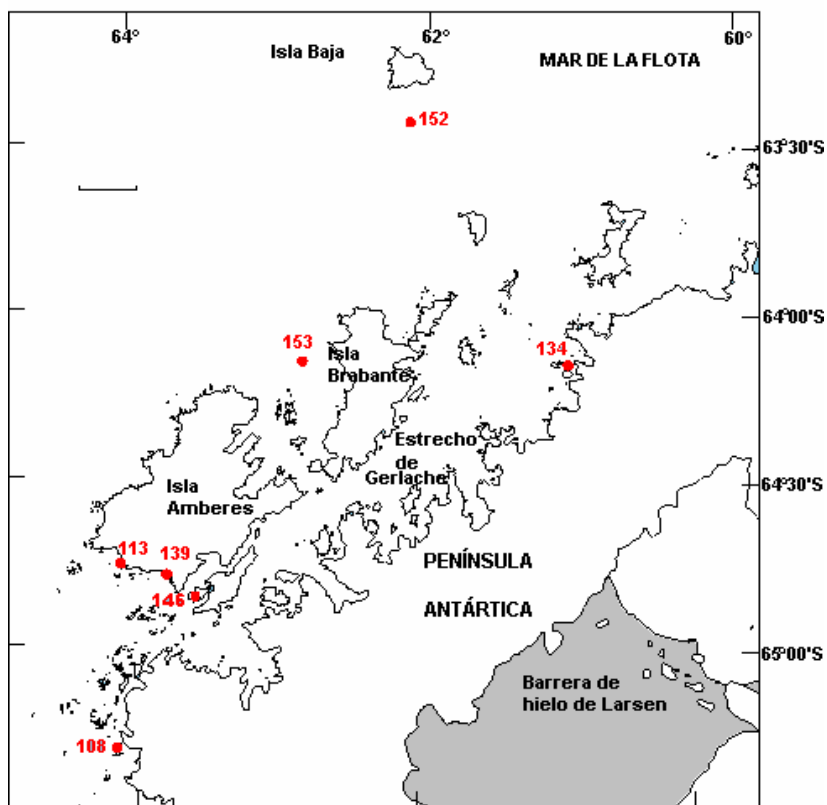 64°
62°
60°
Isla Baja
MAR DE LA FLOTA
152
63°30'S
64°00'S
153
134
Isla
Brabante
Estrecho
de
Gerlache
64°30'S
Isla
Amberes
113
139
PENÍNSULA
146
ANTÁRTICA
65°00'S
Barrera de
hielo de Larsen
108